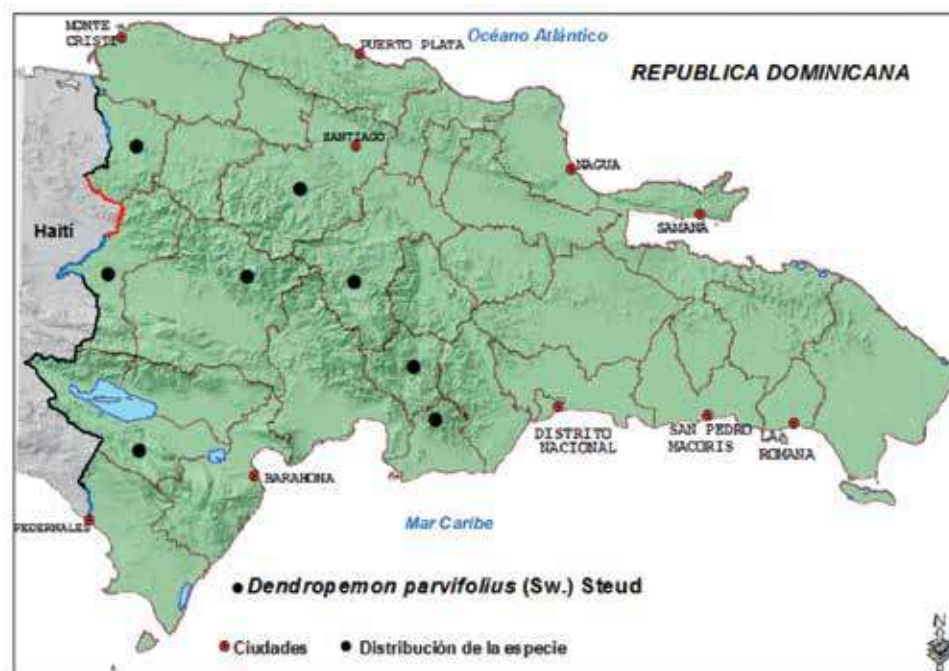 MONTE
CRISTI
Océano Atlántico
PUERTO PLATA
REPUBLICA DOMINICANA
SANTIAGO
NAGUA
SAMANÁ
Haití
DISTRITO
NACIONAL
SAN PEDRO
MACORIS
LA
ROMANA
BARAHONA
PEDERNALES
Mar Caribe
Dendropemon parvifolius (Sw.) Steud
Ciudades
Distribución de la especie
N